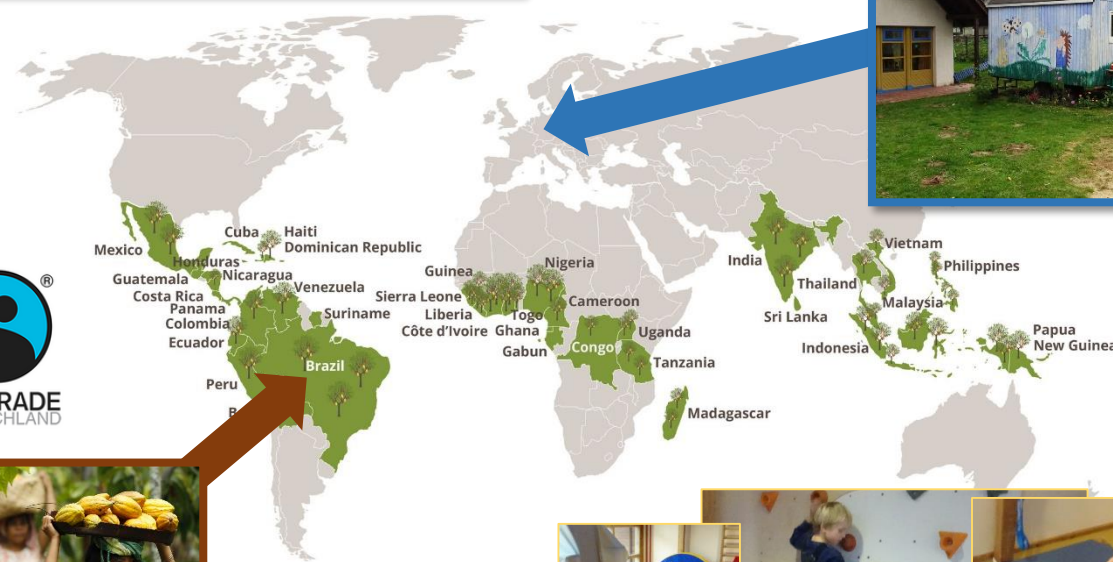 Cuba
Haiti
Dominican Republic
Mexico
Honduras
Guatemala
Nicaragua
Costa Rica
Panama
Colombia
Ecuador
Venezuela
Suriname
Peru
Brazil
Guinea
Sierra Leone
Liberia
Côte d'Ivoire
Togo
Ghana
Nigeria
Cameroon
Gabun
Congo
Uganda
Tanzania
Madagascar
India
Sri Lanka
Thailand
Vietnam
Philippines
Malaysia
Indonesia
Papua
New Guinea
®
RADE
CHLAND